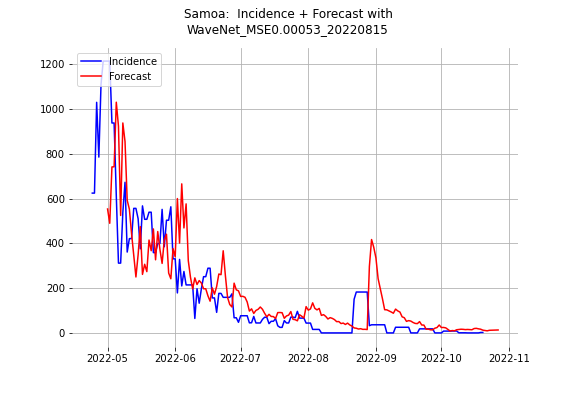 Samoa:  Incidence + Forecast with
WaveNet_MSE0.00053_20220815
Incidence
Forecast
1200
1000
800
600
400
200
0
2022-05 2022-06 2022-07 2022-08 2022-09 2022-10 2022-11